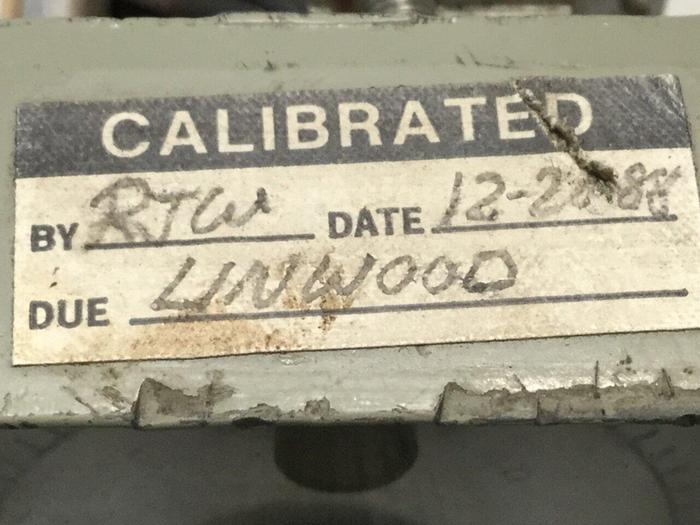 CALIBRATED
BY RTW DATE
DUE LINWOOD